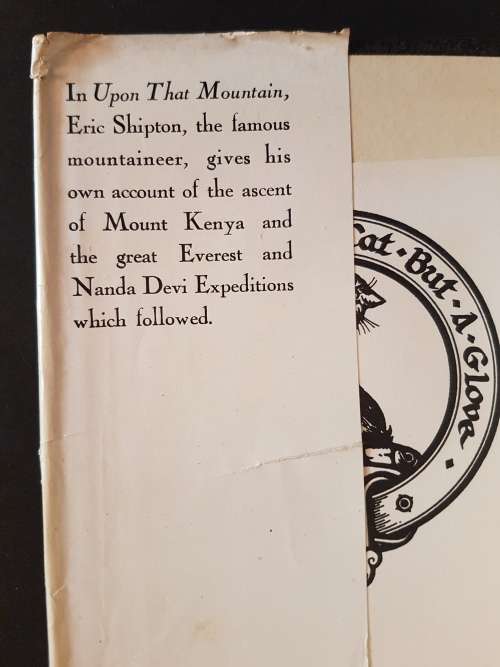 In Upon That Mountain,
Eric Shipton, the famous
mountaineer, gives his
own account of the ascent
of Mount Kenya and
the great Everest and
Nanda Devi Expeditions
which followed.
Cat · But · A · Glove ·